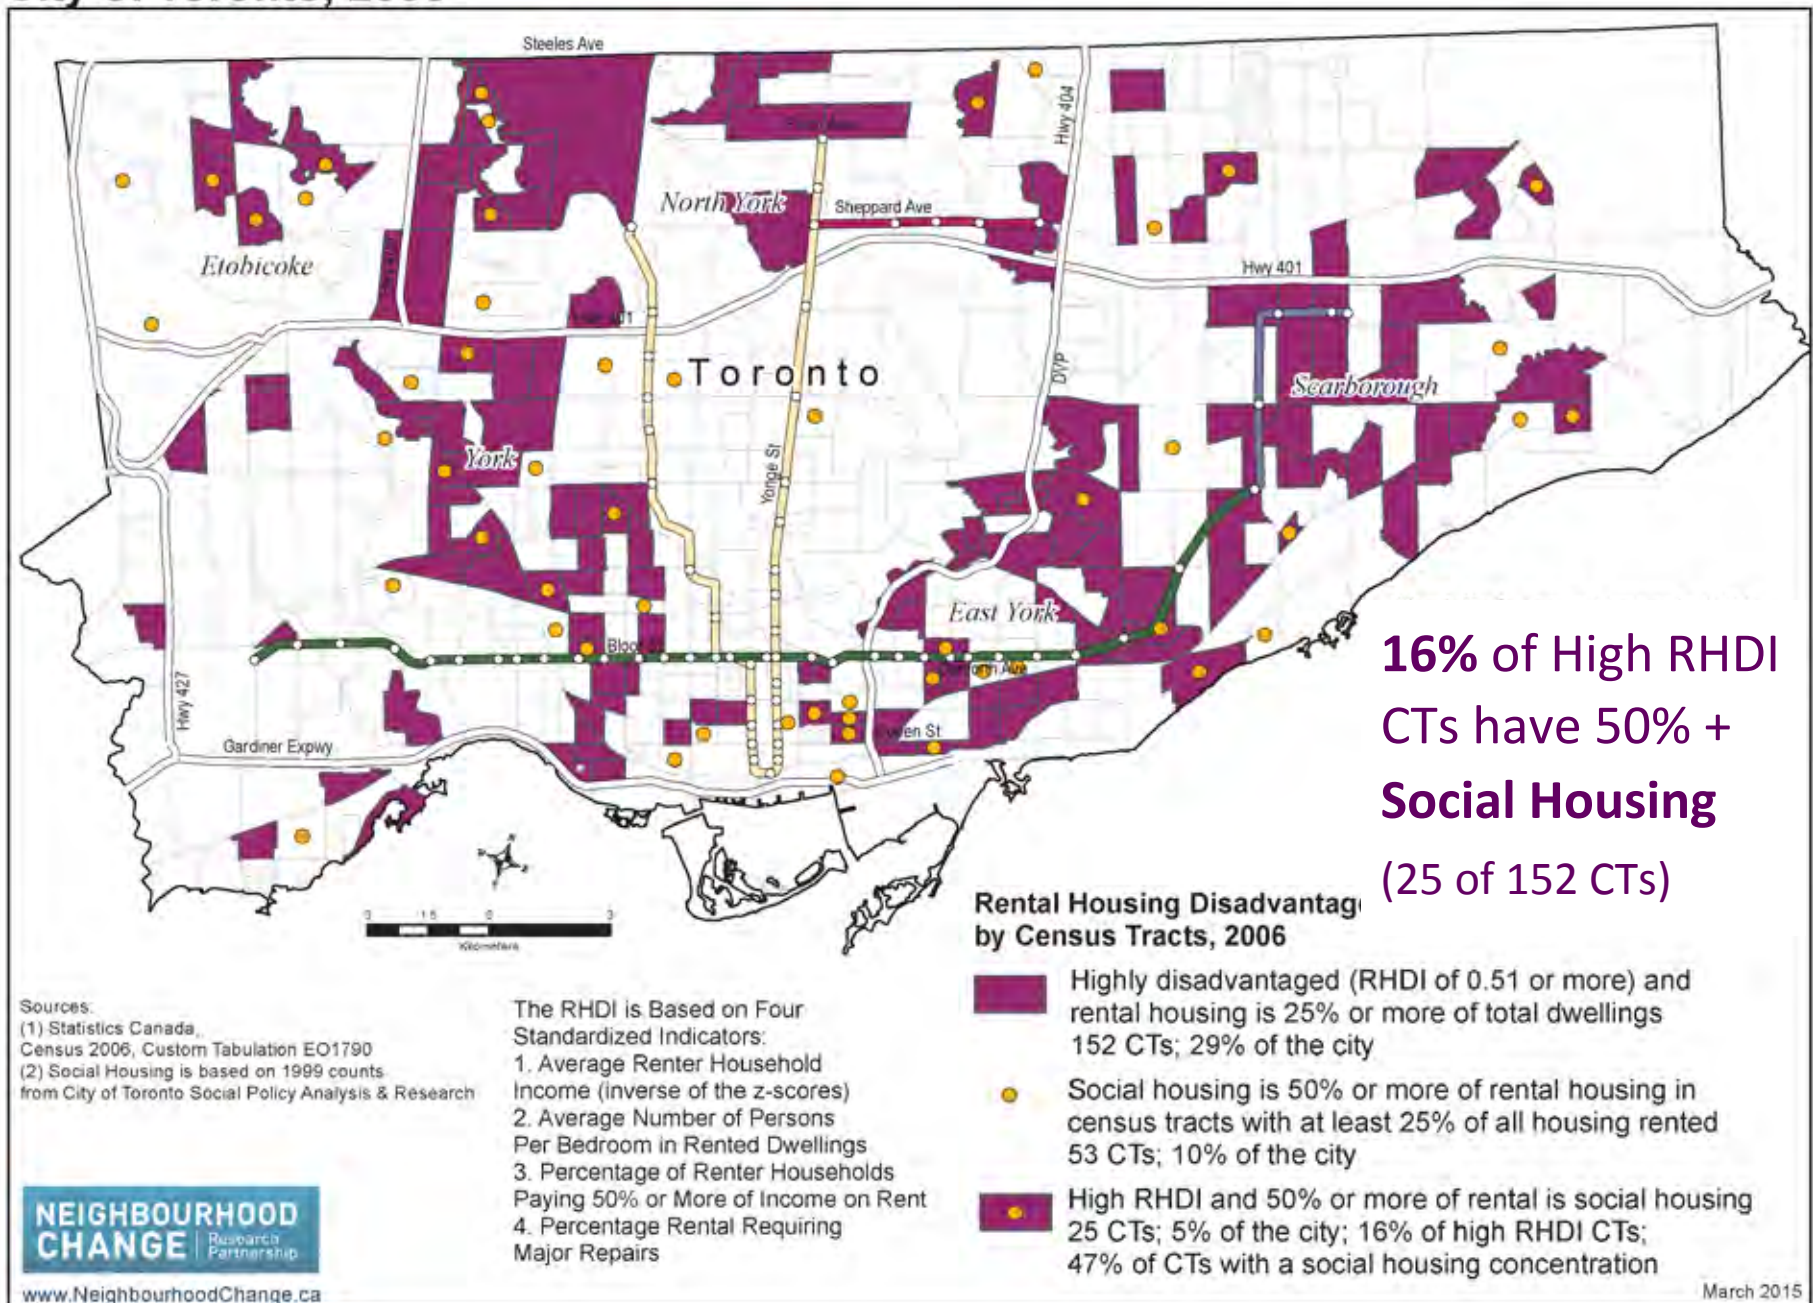 Steeles Ave
Hwy 404
North York
Sheppard Ave
Etobicoke
Hwy 401
Toronto
DVP
Scarborough
York
Yonge St
East York
Bloor St
Danforth Ave
Hwy 427
Queen St
Gardiner Expwy
16% of High RHDI
CTs have 50% +
Social Housing
(25 of 152 CTs)
Kilometers
Rental Housing Disadvantag
by Census Tracts, 2006
Highly disadvantaged (RHDI of 0.51 or more) and
rental housing is 25% or more of total dwellings
152 CTs; 29% of the city
Social housing is 50% or more of rental housing in
census tracts with at least 25% of all housing rented
53 CTs; 10% of the city
High RHDI and 50% or more of rental is social housing
25 CTs; 5% of the city; 16% of high RHDI CTs;
47% of CTs with a social housing concentration
Sources:
(1) Statistics Canada,
Census 2006, Custom Tabulation EO1790
(2) Social Housing is based on 1999 counts
from City of Toronto Social Policy Analysis & Research
The RHDI is Based on Four
Standardized Indicators:
1. Average Renter Household
Income (inverse of the z-scores)
2. Average Number of Persons
Per Bedroom in Rented Dwellings
3. Percentage of Renter Households
Paying 50% or More of Income on Rent
4. Percentage Rental Requiring
Major Repairs
NEIGHBOURHOOD
CHANGE Research
Partnership
www.NeighbourhoodChange.ca
March 2015